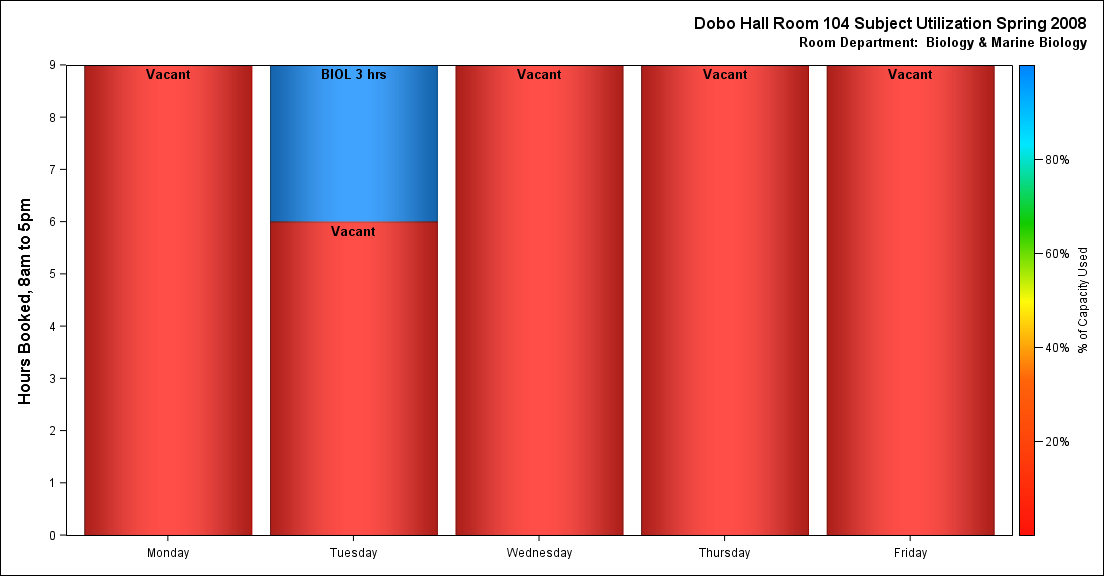 Dobo Hall Room 104 Subject Utilization Spring 2008
Room Department:  Biology & Marine Biology
Hours Booked, 8am to 5pm
9
8
7
6
5
4
3
2
1
0
Vacant
BIOL 3 hrs
Vacant
Vacant
Vacant
Vacant
Monday
Tuesday
Wednesday
Thursday
Friday
80%
60%
40%
20%
% of Capacity Used